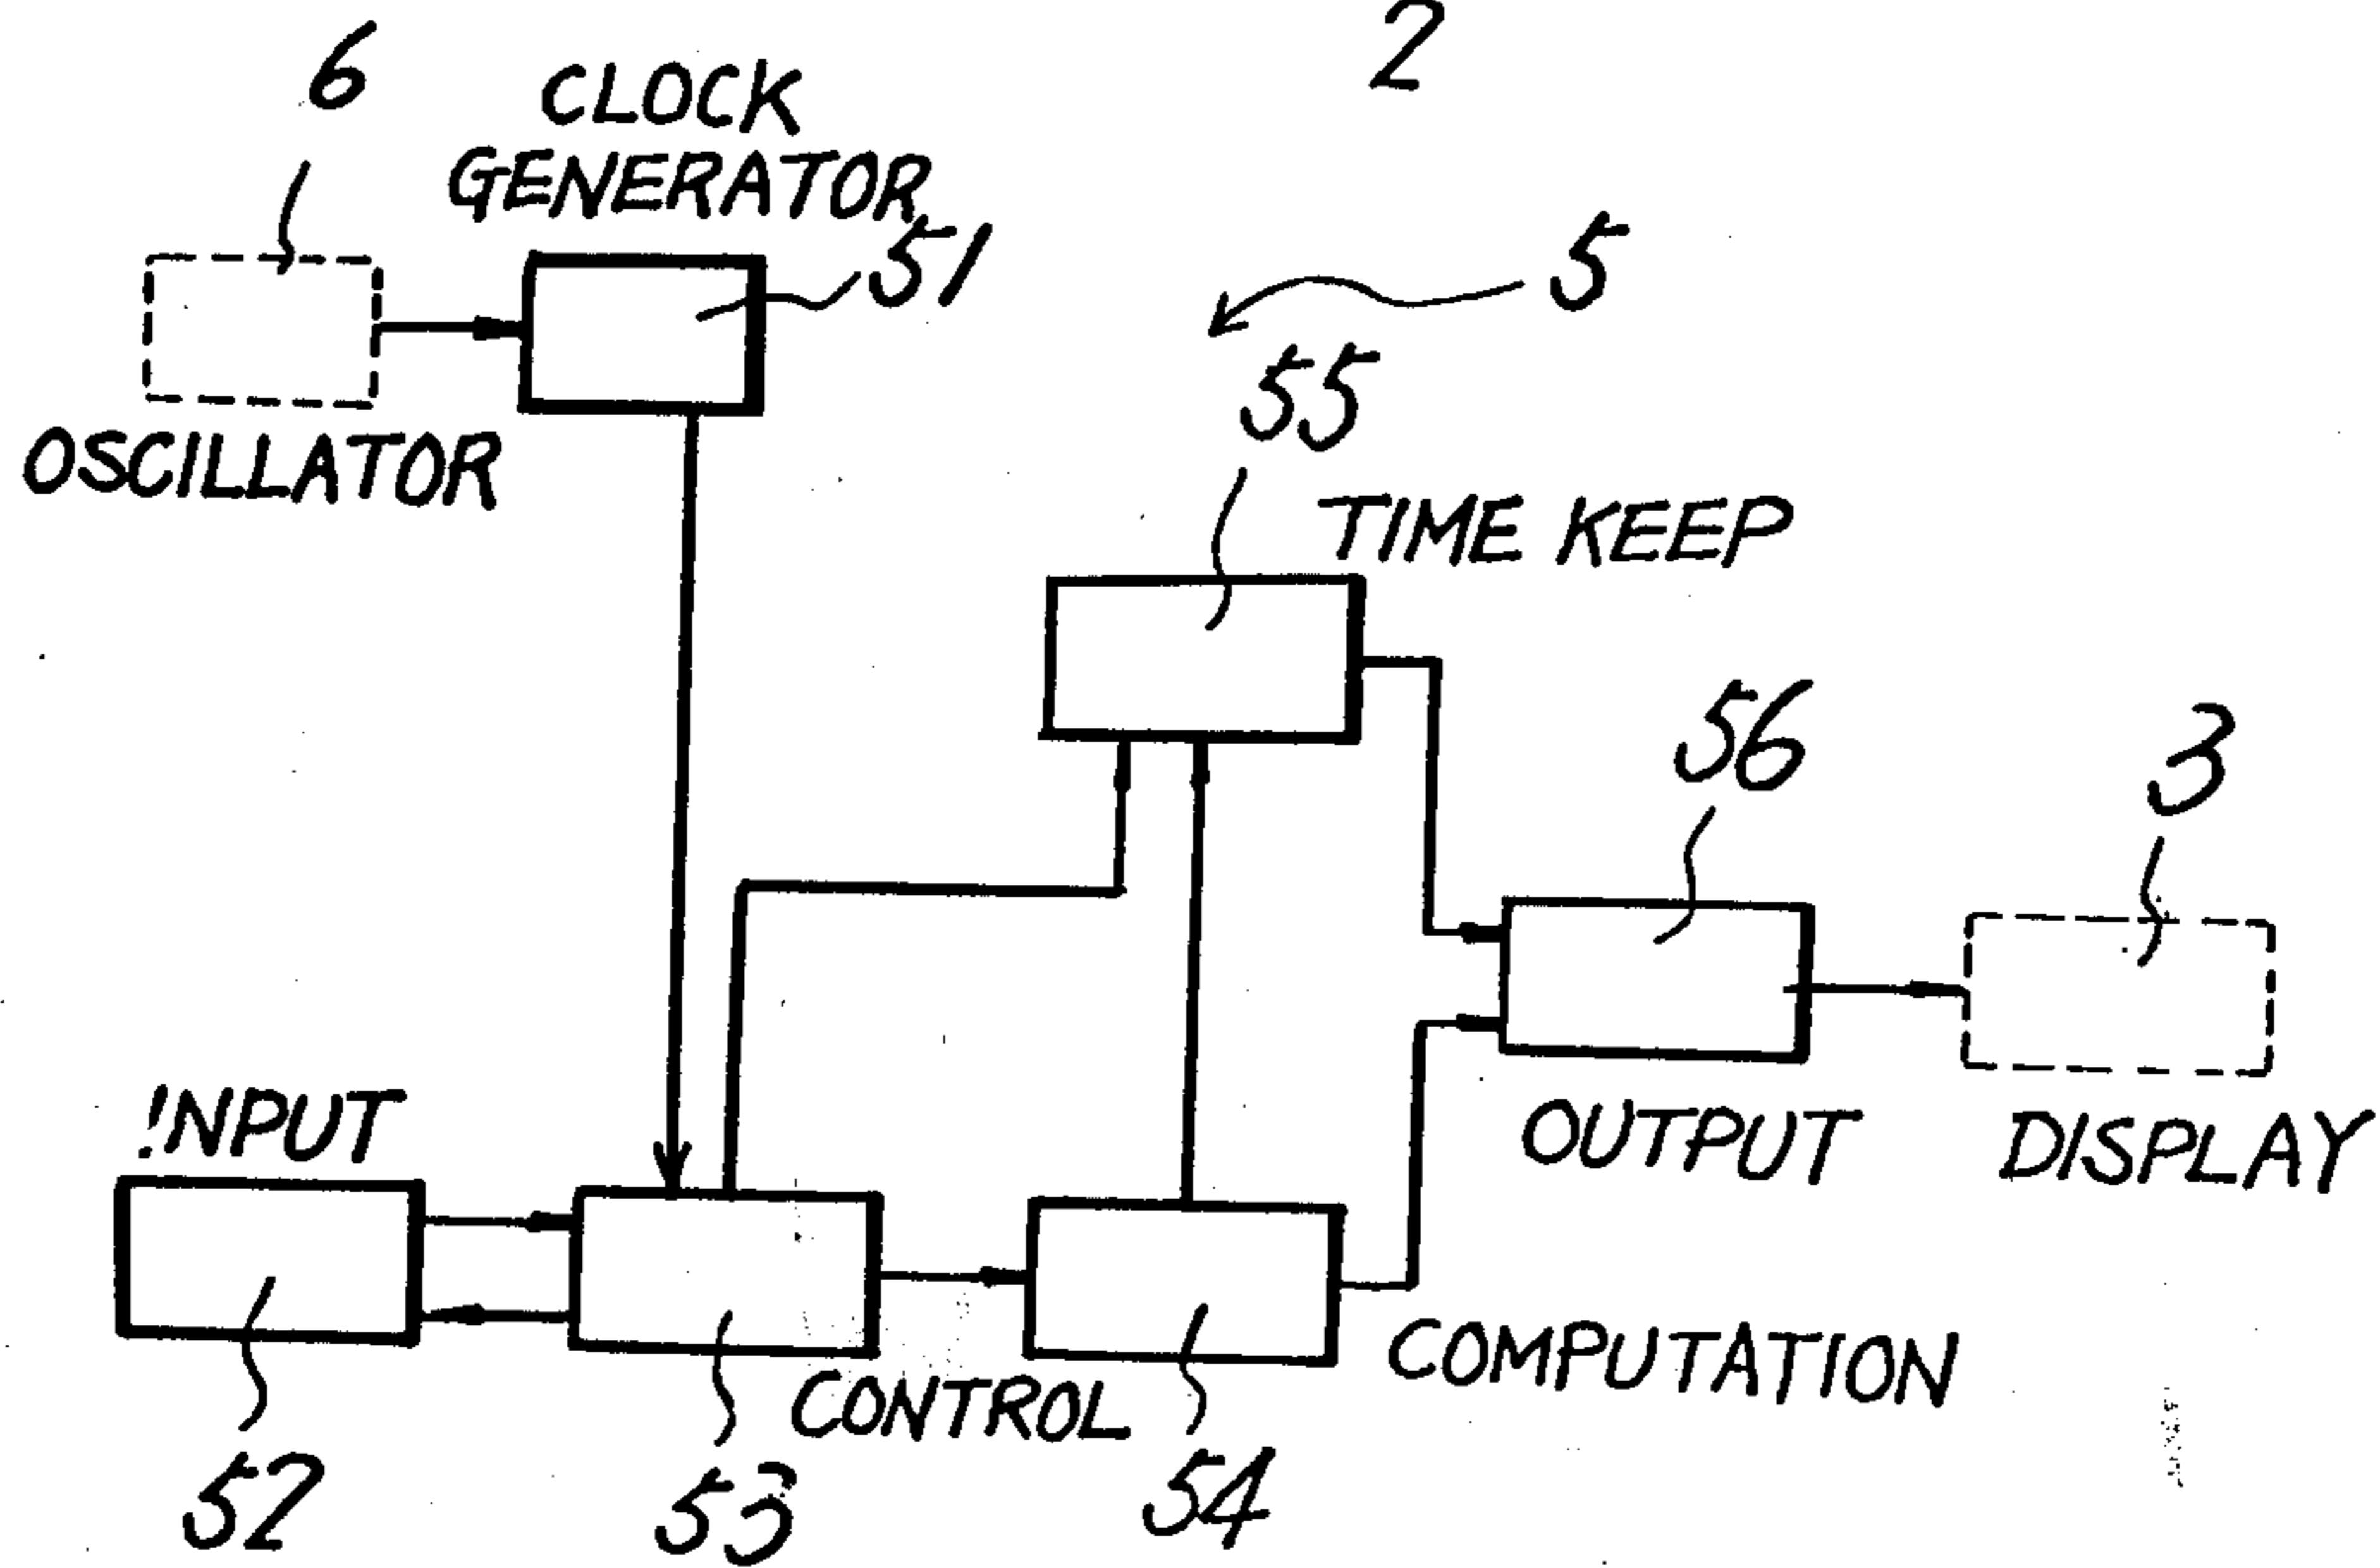 2
6
CLOCK
GENERATOR
51
5
OSCILLATOR
55
TIME KEEP
56
3
INPUT
OUTPUT
DISPLAY
COMPUTATION
CONTROL
52
53
54